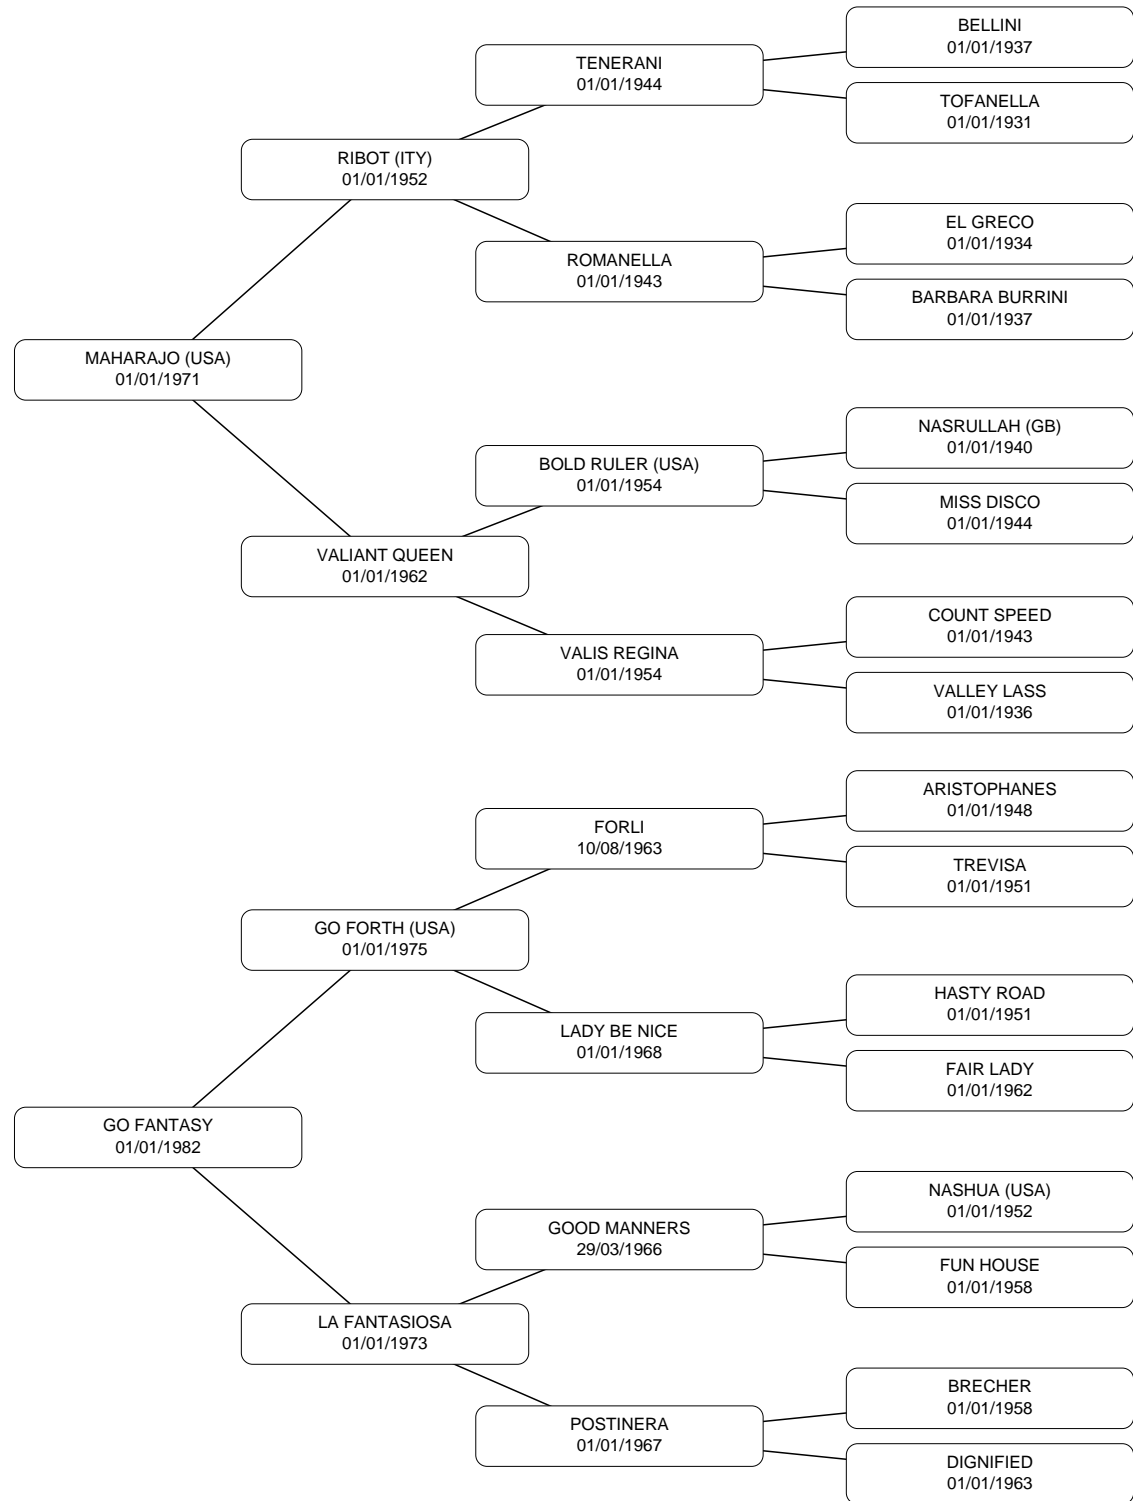 BELLINI
01/01/1937
TENERANI
01/01/1944
TOFANELLA
01/01/1931
RIBOT (ITY)
01/01/1952
EL GRECO
01/01/1934
ROMANELLA
01/01/1943
BARBARA BURRINI
01/01/1937
MAHARAJO (USA)
01/01/1971
NASRULLAH (GB)
01/01/1940
BOLD RULER (USA)
01/01/1954
MISS DISCO
01/01/1944
VALIANT QUEEN
01/01/1962
COUNT SPEED
01/01/1943
VALIS REGINA
01/01/1954
VALLEY LASS
01/01/1936
ARISTOPHANES
01/01/1948
FORLI
10/08/1963
TREVISA
01/01/1951
GO FORTH (USA)
01/01/1975
HASTY ROAD
01/01/1951
LADY BE NICE
01/01/1968
FAIR LADY
01/01/1962
GO FANTASY
01/01/1982
NASHUA (USA)
01/01/1952
GOOD MANNERS
29/03/1966
FUN HOUSE
01/01/1958
LA FANTASIOSA
01/01/1973
BRECHER
01/01/1958
POSTINERA
01/01/1967
DIGNIFIED
01/01/1963